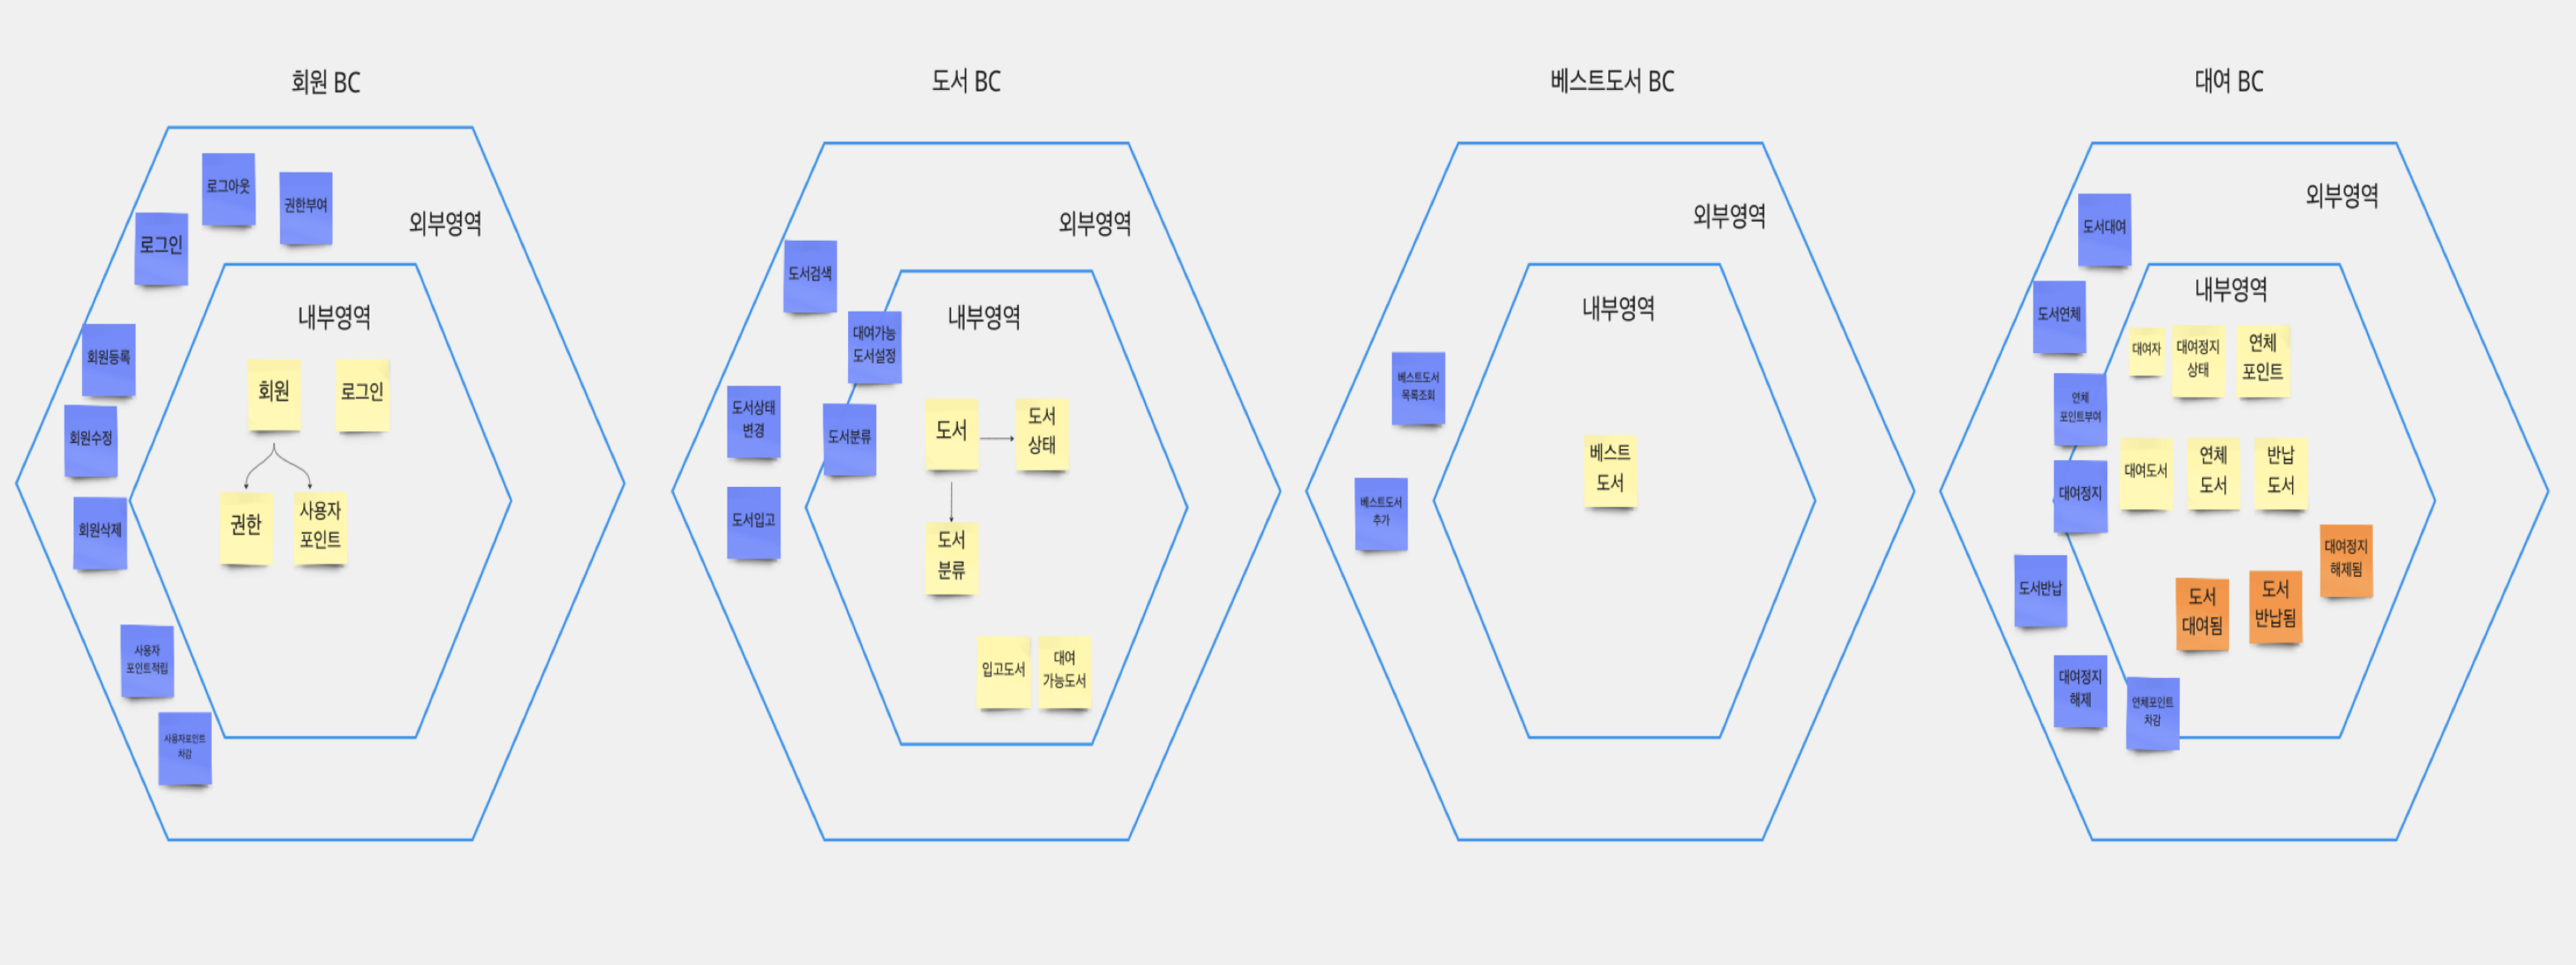 회원 BC
외부영역
로그아웃
권한부여
로그인
회원등록
회원수정
회원삭제
사용자
포인트적립
사용자포인트
차감
내부영역
회원
로그인
권한
사용자
포인트
도서 BC
외부영역
도서검색
대여가능
도서설정
도서상태
변경
도서분류
도서입고
내부영역
도서
도서
상태
도서
분류
입고도서
대여
가능도서
베스트도서 BC
외부영역
베스트도서
목록조회
베스트도서
추가
내부영역
베스트
도서
대여 BC
외부영역
도서대여
도서연체
연체
포인트부여
대여정지
도서반납
대여정지
해제
연체포인트
차감
내부영역
대여자
대여정지
상태
연체
포인트
대여도서
연체
도서
반납
도서
대여정지
해제됨
도서
대여됨
도서
반납됨